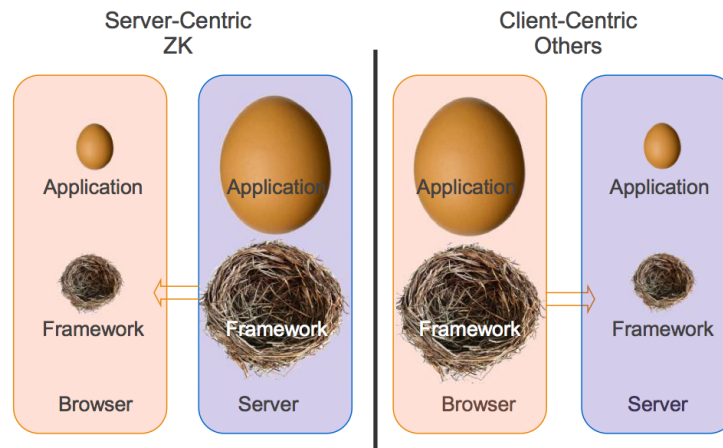 Server-Centric
ZK
Client-Centric
Others
Application
Application
Application
Application
Framework
Framework
Framework
Framework
Browser
Server
Browser
Server